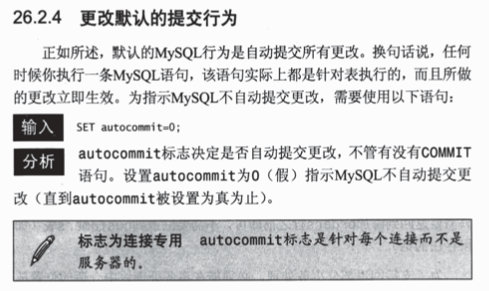 26.2.4 更改默认的提交行为
正如所述，默认的MySQL行为是自动提交所有更改。换句话说，任何
时候你执行一条MySQL语句，该语句实际上都是针对表执行的，而且所做
的更改立即生效。为指示MySQL不自动提交更改，需要使用以下语句：
输入 SET autocommit=0;
分析 autocommit标志决定是否自动提交更改，不管有没有COMMIT
语句。设置autocommit为0（假）指示MySQL不自动提交更
改（直到autocommit被设置为真为止）。
标志为连接专用 autocommit标志是针对每个连接而不是
服务器的。